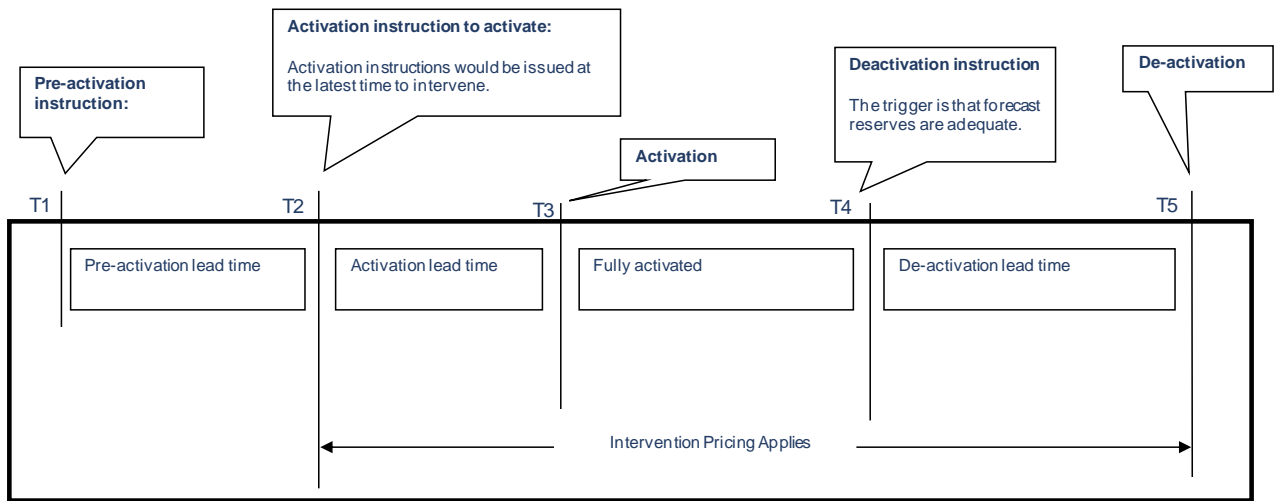 Pre-activation
instruction:
Activation instruction to activate:
Activation instructions would be issued at
the latest time to intervene.
Activation
Deactivation instruction
The trigger is that forecast
reserves are adequate.
De-activation
T1
T2
T3
T4
T5
Pre-activation lead time
Activation lead time
Fully activated
De-activation lead time
Intervention Pricing Applies